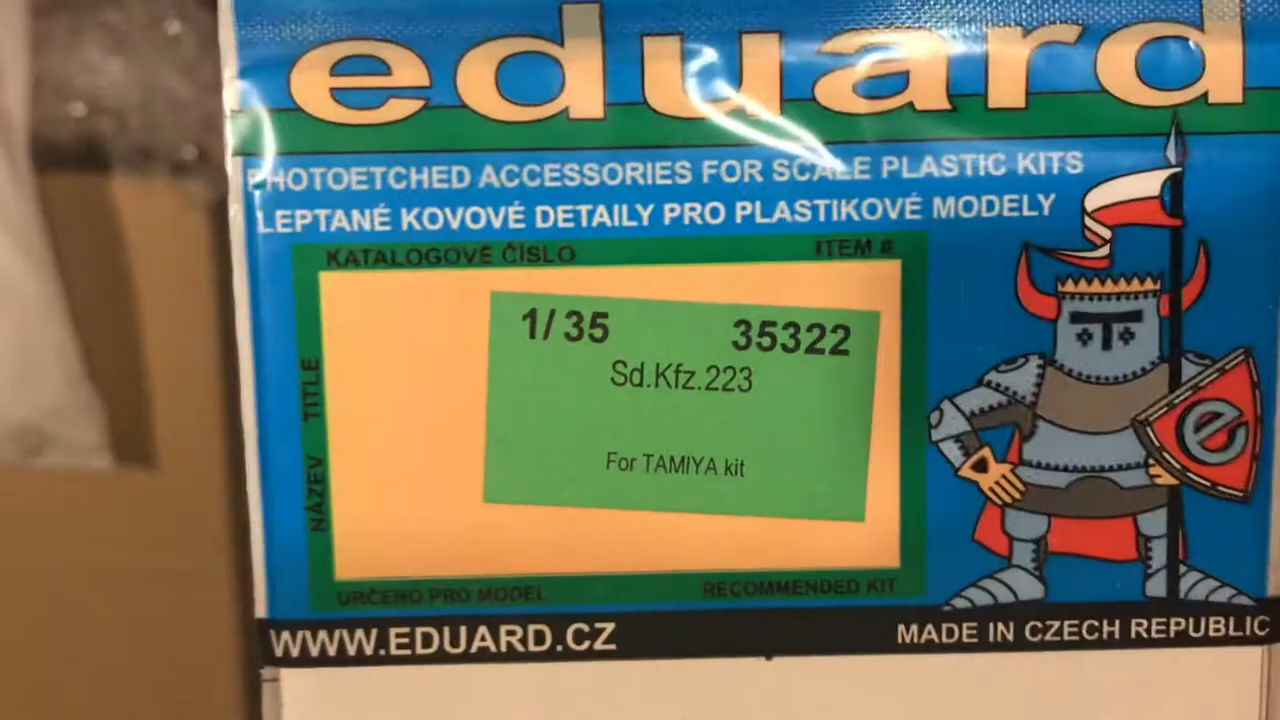 eduard
PHOTOETCHED ACCESSORIES FOR SCALE PLASTIC KITS
LEPTANÉ KOVOVÉ DETAILY PRO PLASTIKOVÉ MODELY
KATALOGOVÉ ČÍSLO ITEM #
NÁZEV TITLE
1/35 35322
Sd.Kfz.223
For TAMIYA kit
e
URČENO PRO MODEL RECOMMENDED KIT
WWW.EDUARD.CZ MADE IN CZECH REPUBLIC